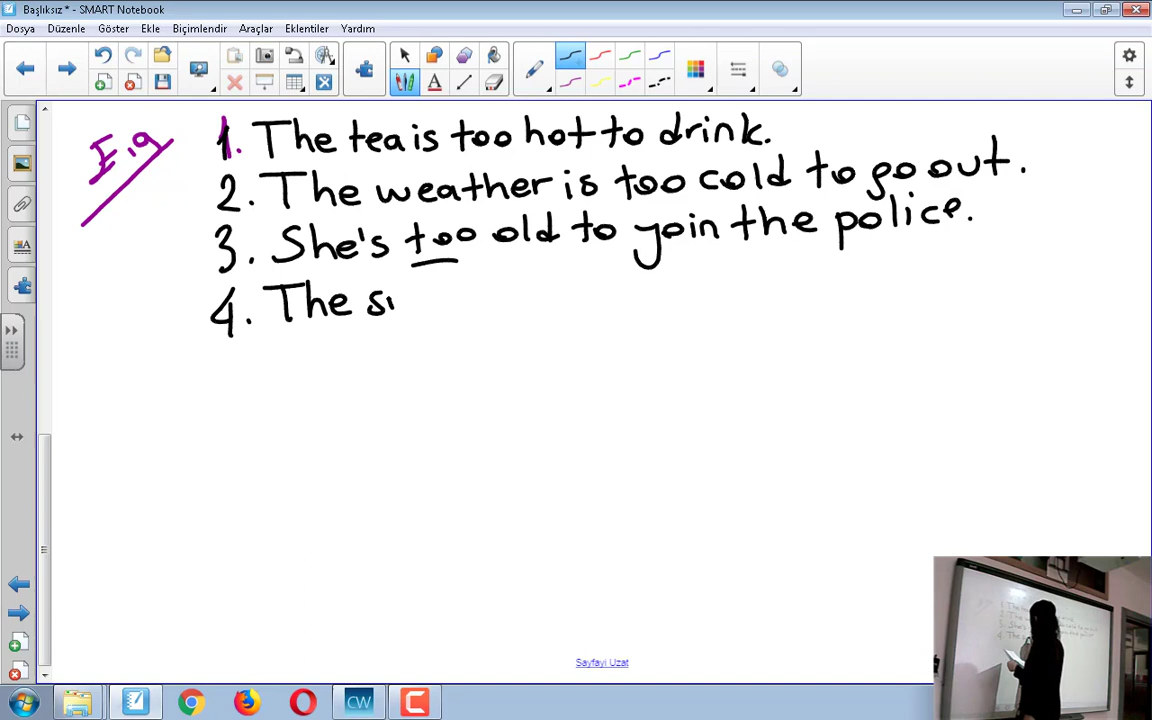 Başlıksız * - SMART Notebook
Dosya Düzenle Göster Ekle Biçimlendir Araçlar Eklentiler Yardım
E.g
1. The tea is too hot to drink.
2. The weather is too cold to go out.
3. She's too old to join the police.
4. The
Sayfayı Uzat
CW